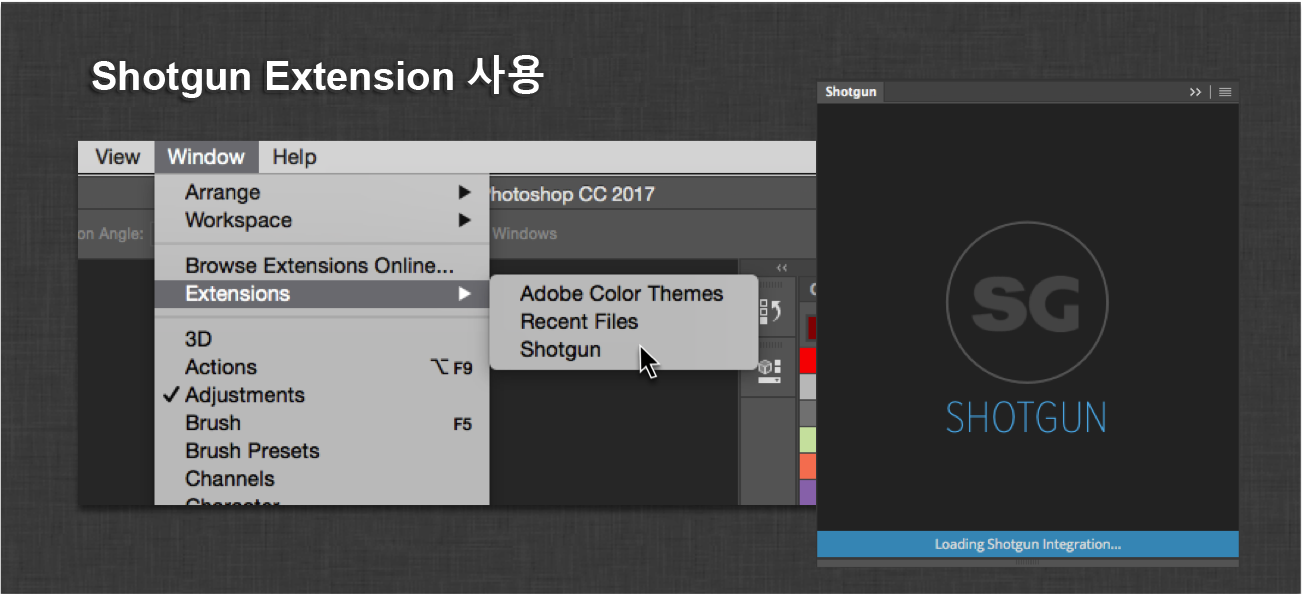 Shotgun Extension 사용
View Window Help
Arrange
Workspace
Browse Extensions Online...
Extensions
3D
Actions ⌥F9
✓ Adjustments
Brush F5
Brush Presets
Channels
Character
hotoshop CC 2017
on Angle:
Windows
Adobe Color Themes
Recent Files
Shotgun
Shotgun
SG
SHOTGUN
Loading Shotgun Integration...